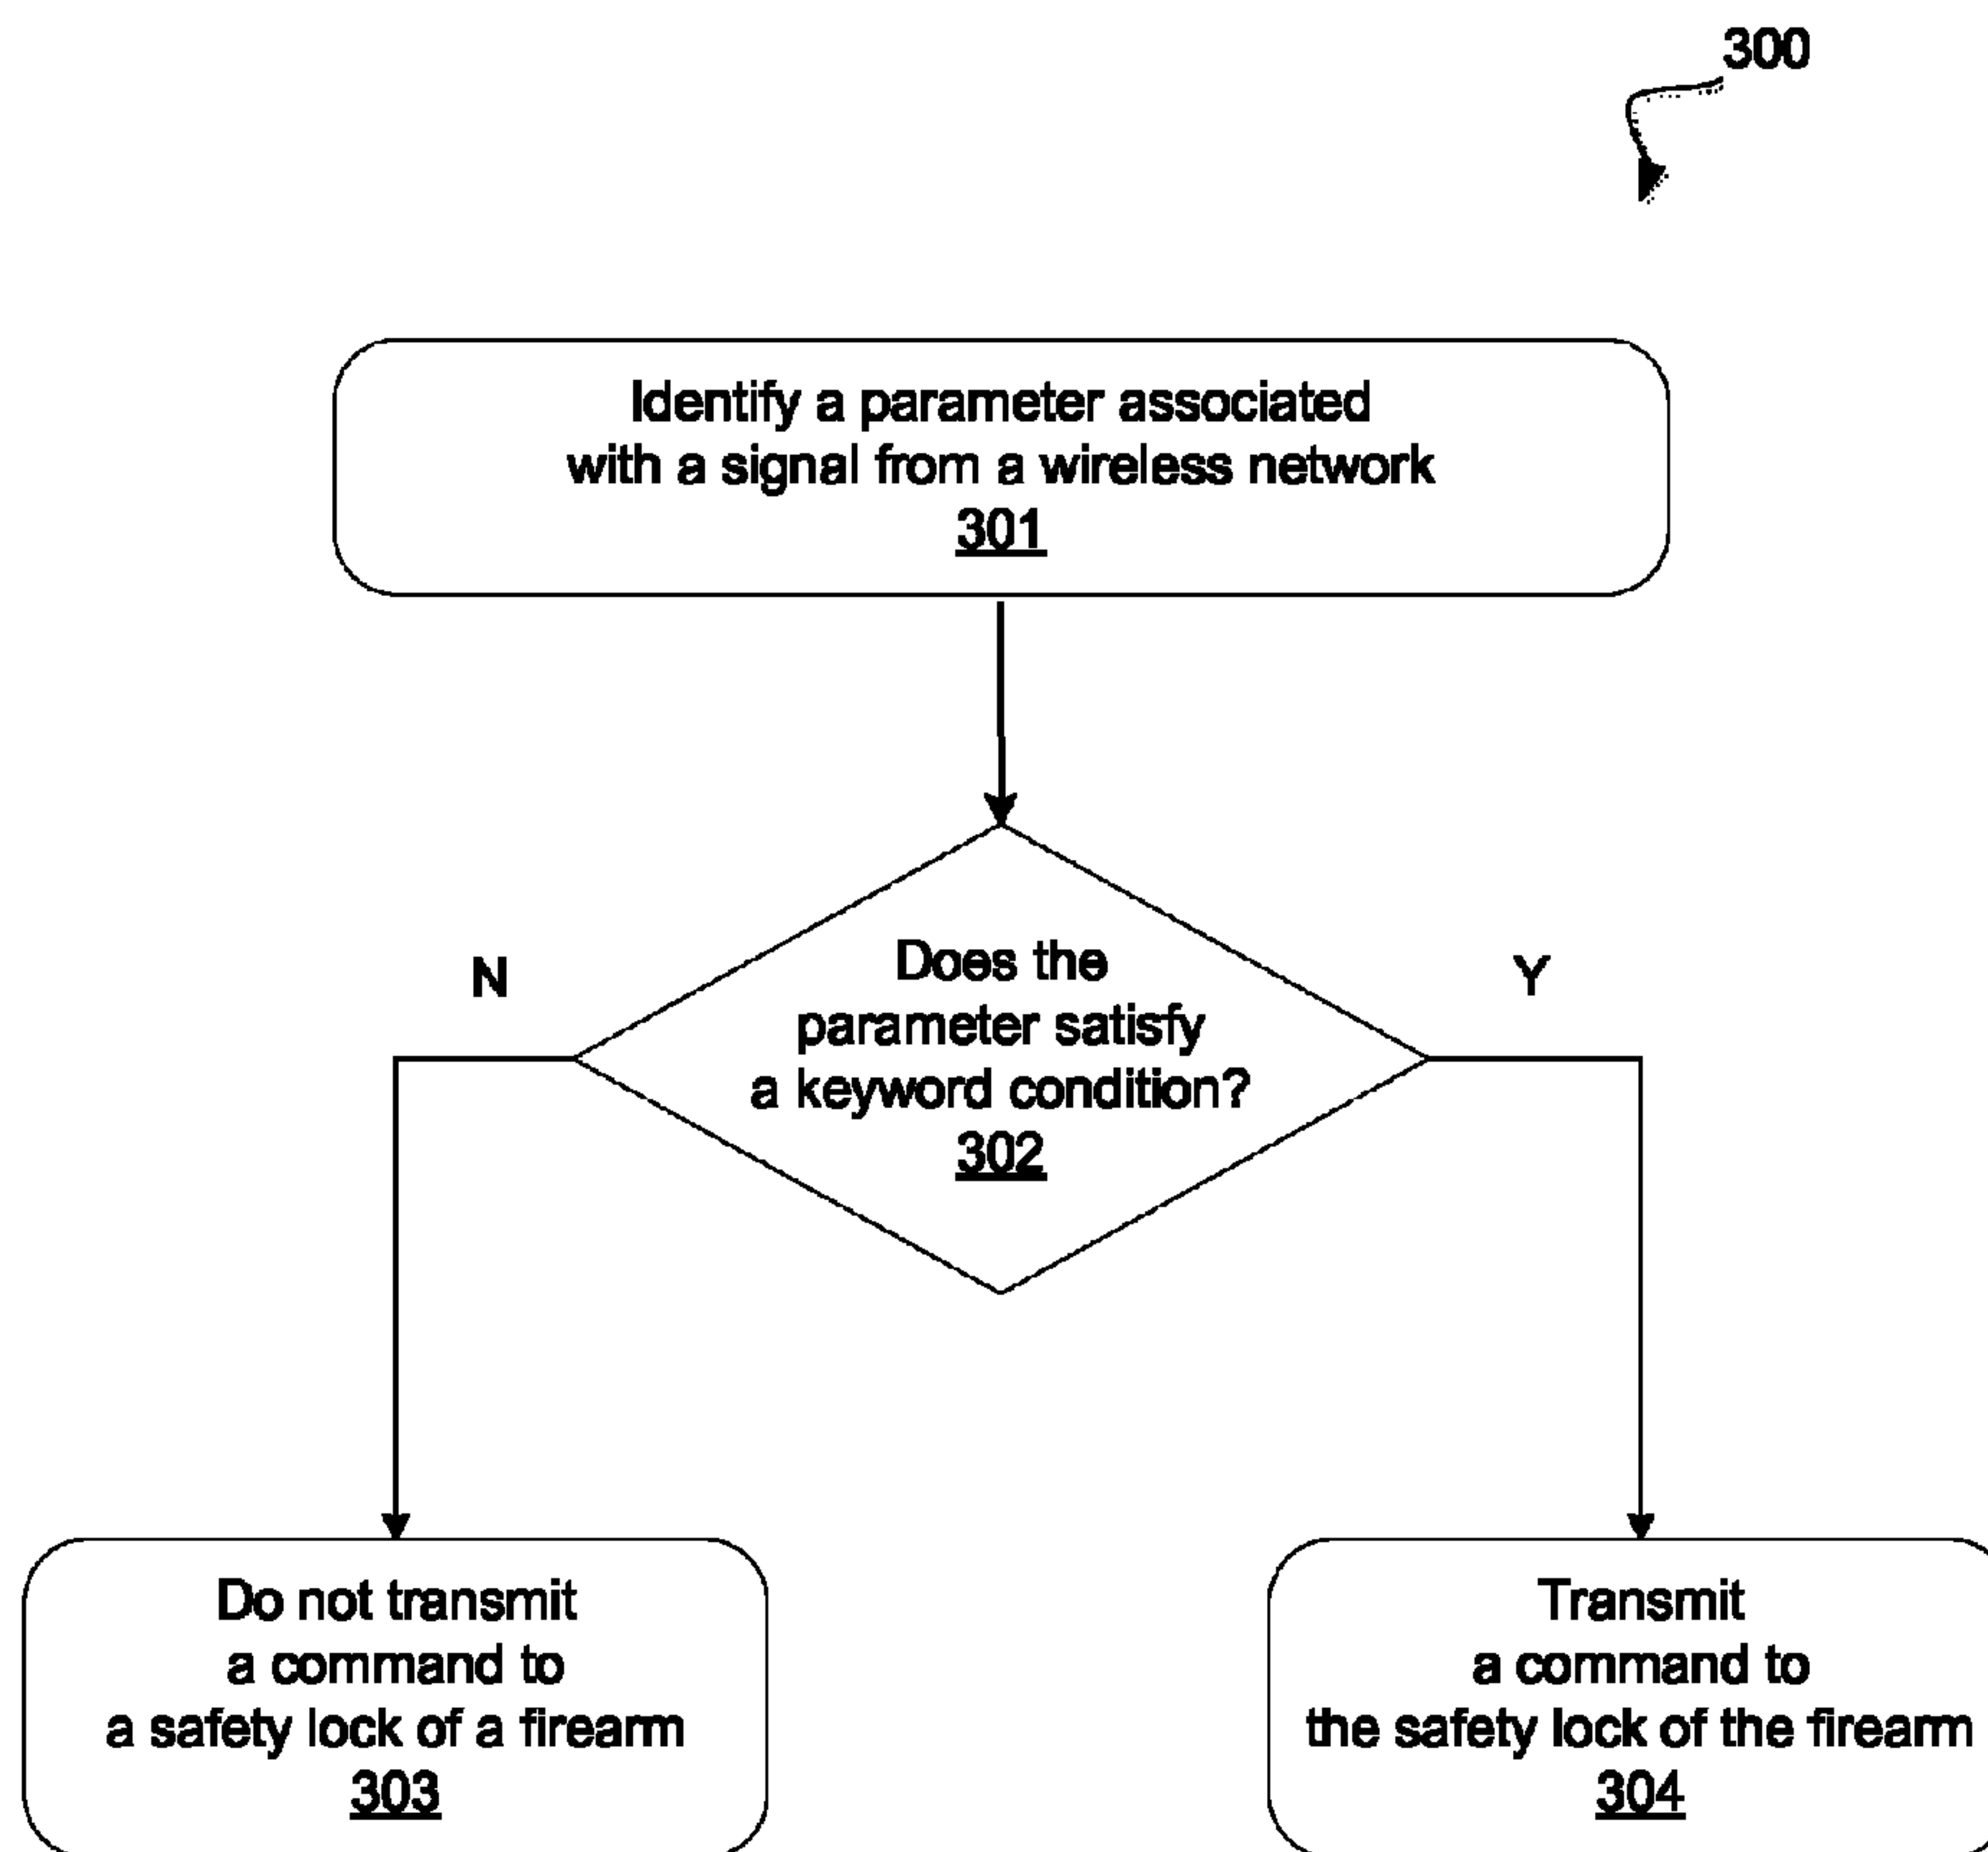 300
Identify a parameter associated
with a signal from a wireless network
301
Does the
parameter satisfy
a keyword condition?
302
N
Y
Do not transmit
a command to
a safety lock of a firearm
303
Transmit
a command to
the safety lock of the firearm
304